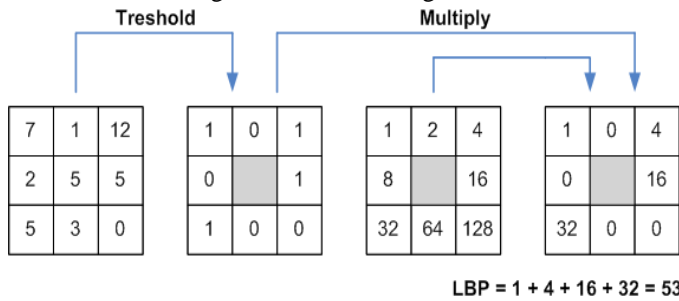 Treshold Multiply
7 1 12 1 0 1 1 2 4 1 0 4
2 5 5 0 1 8 16 0 16
5 3 0 1 0 0 32 64 128 32 0 0
LBP = 1 + 4 + 16 + 32 = 53